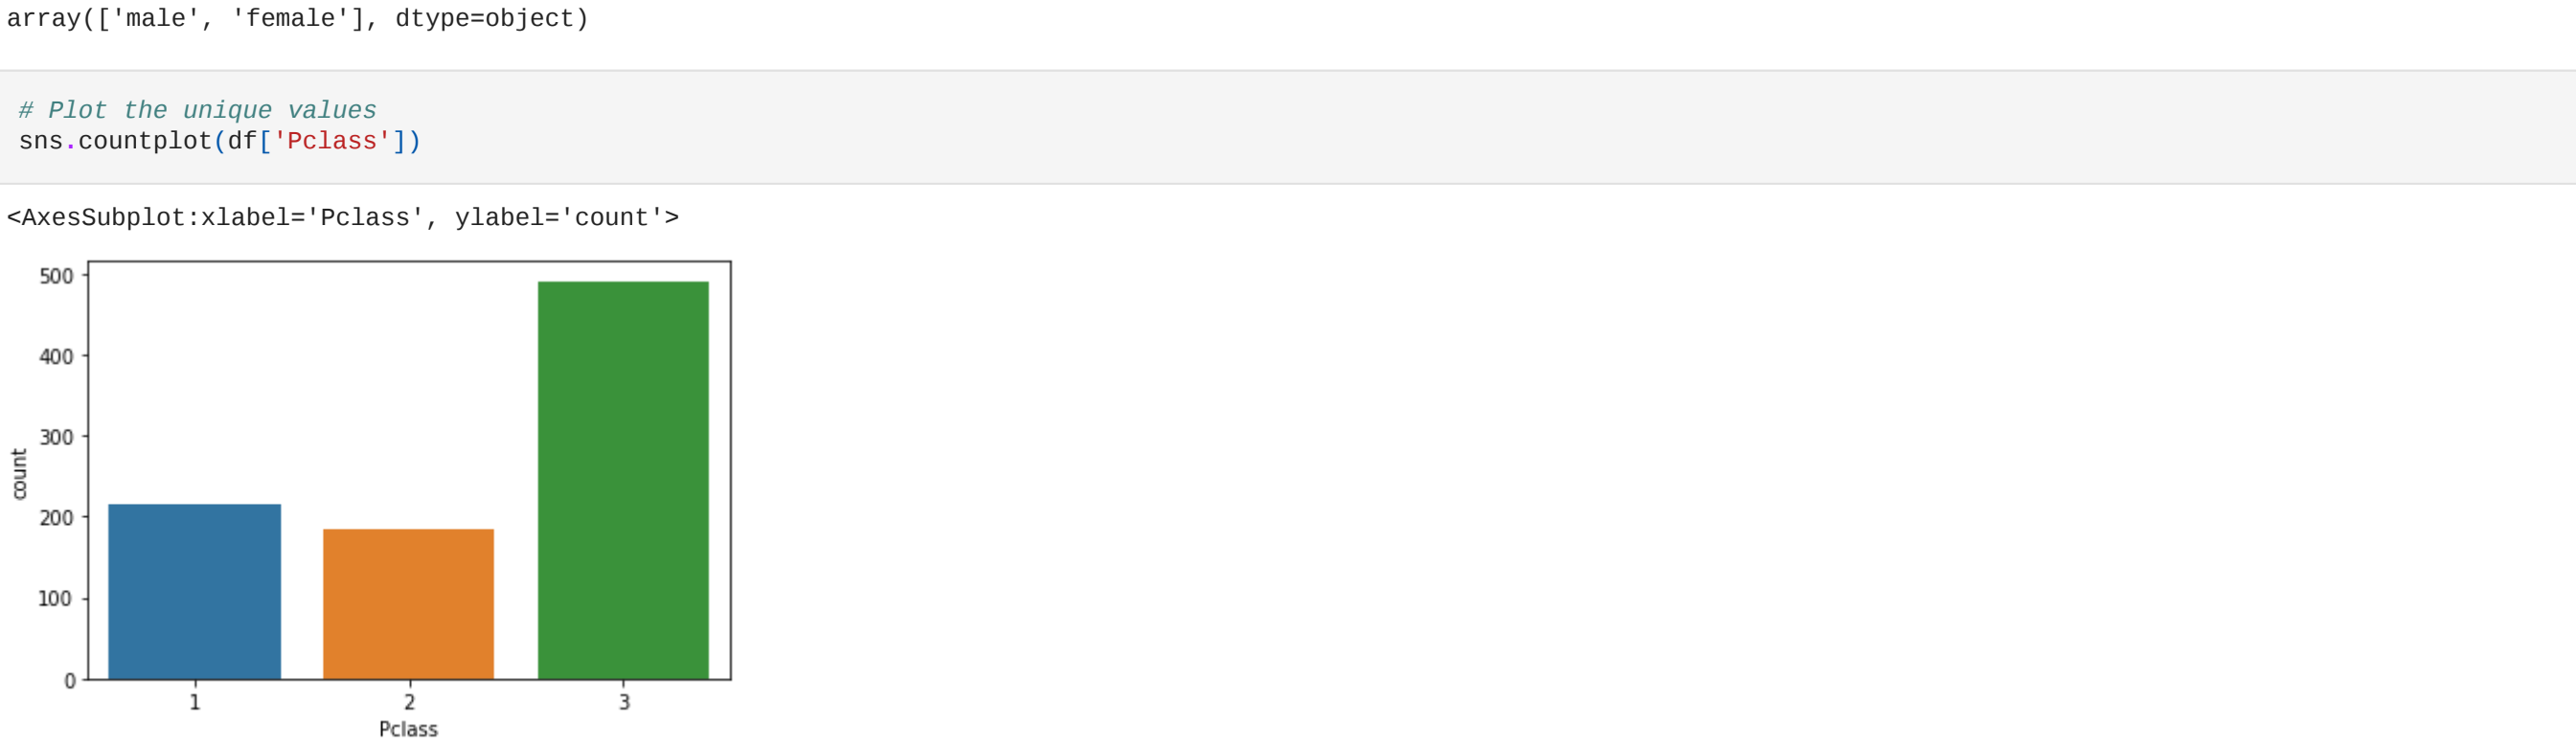 array(['male', 'female'], dtype=object)
# Plot the unique values
sns.countplot(df['Pclass'])
<AxesSubplot:xlabel='Pclass', ylabel='count'>
500
400
300
count
200
100
0
1 2 3
Pclass